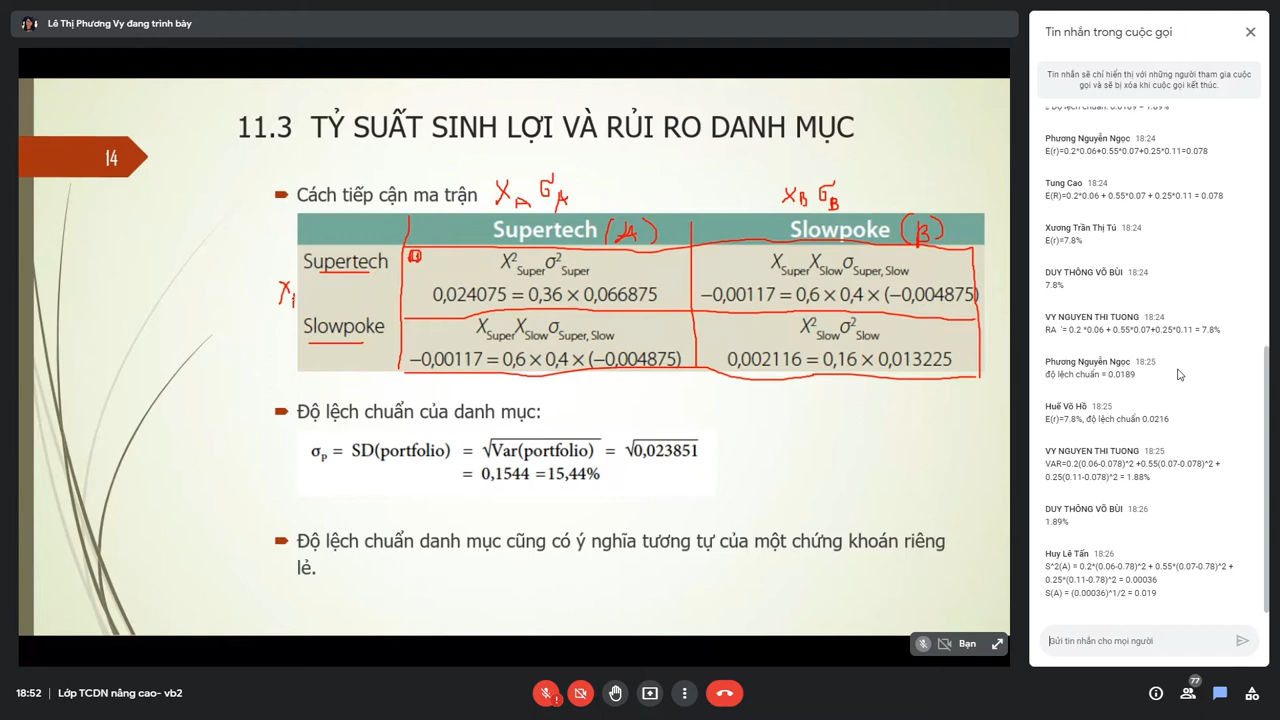 Lê Thị Phương Vy đang trình bày
14
11.3 TỶ SUẤT SINH LỢI VÀ RỦI RO DANH MỤC
Cách tiếp cận ma trận X_A σ_A X_B σ_B
Supertech (A) Slowpoke (B)
Supertech X²_Super σ²_Super X_Super X_Slow σ_Super, Slow
0,024075 = 0,36 × 0,066875 −0,00117 = 0,6 × 0,4 × (−0,004875)
Slowpoke X_Super X_Slow σ_Super, Slow X²_Slow σ²_Slow
−0,00117 = 0,6 × 0,4 × (−0,004875) 0,002116 = 0,16 × 0,013225
Độ lệch chuẩn của danh mục:
σ_p = SD(portfolio) = √Var(portfolio) = √0,023851
= 0,1544 =15,44%
Độ lệch chuẩn danh mục cũng có ý nghĩa tương tự của một chứng khoán riêng
lẻ.
Bạn
18:52 | Lớp TCDN nâng cao- vb2
Tin nhắn trong cuộc gọi
Tin nhắn sẽ chỉ hiển thị với những người tham gia cuộc
gọi và sẽ bị xóa khi cuộc gọi kết thúc.
Phương Nguyễn Ngọc 18:24
E(r)=0.2*0.06+0.55*0.07+0.25*0.11=0.078
Tung Cao 18:24
E(R)=0.2*0.06 + 0.55*0.07 + 0.25*0.11 = 0.078
Xương Trần Thị Tú 18:24
E(r)=7.8%
DUY THÔNG VÕ BÙI 18:24
7.8%
VY NGUYEN THI TUONG 18:24
RA `= 0.2 *0.06 + 0.55*0.07+0.25*0.11 = 7.8%
Phương Nguyễn Ngọc 18:25
độ lệch chuẩn = 0.0189
Huế Võ Hồ 18:25
E(r)=7.8%, độ lệch chuẩn 0.0216
VY NGUYEN THI TUONG 18:25
VAR=0.2(0.06-0.078)^2 +0.55(0.07-0.078)^2 +
0.25(0.11-0.078)^2 = 1.88%
DUY THÔNG VÕ BÙI 18:26
1.89%
Huy Lê Tấn 18:26
S^2(A) = 0.2*(0.06-0.78)^2 + 0.55*(0.07-0.78)^2 +
0.25*(0.11-0.78)^2 = 0.00036
S(A) = (0.00036)^1/2 = 0.019
Gửi tin nhắn cho mọi người
77